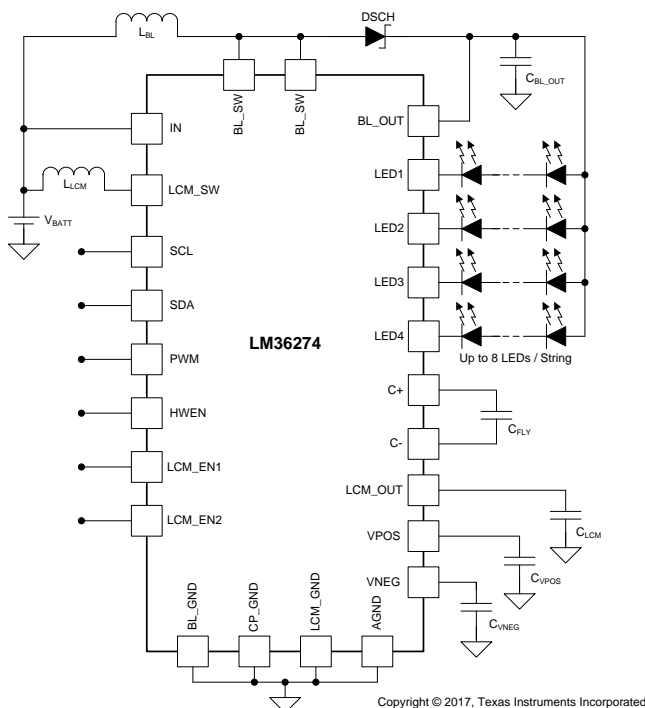 L_BL
DSCH
C_BL_OUT
BL_SW
BL_SW
IN
BL_OUT
L_LCM
LCM_SW
LED1
V_BATT
LED2
SCL
SDA
LED3
LM36274
LED4
PWM
Up to 8 LEDs / String
HWEN
C+
C_FLY
C-
LCM_EN1
LCM_OUT
C_LCM
LCM_EN2
VPOS
C_VPOS
VNEG
C_VNEG
BL_GND
CP_GND
LCM_GND
AGND
Copyright © 2017, Texas Instruments Incorporated